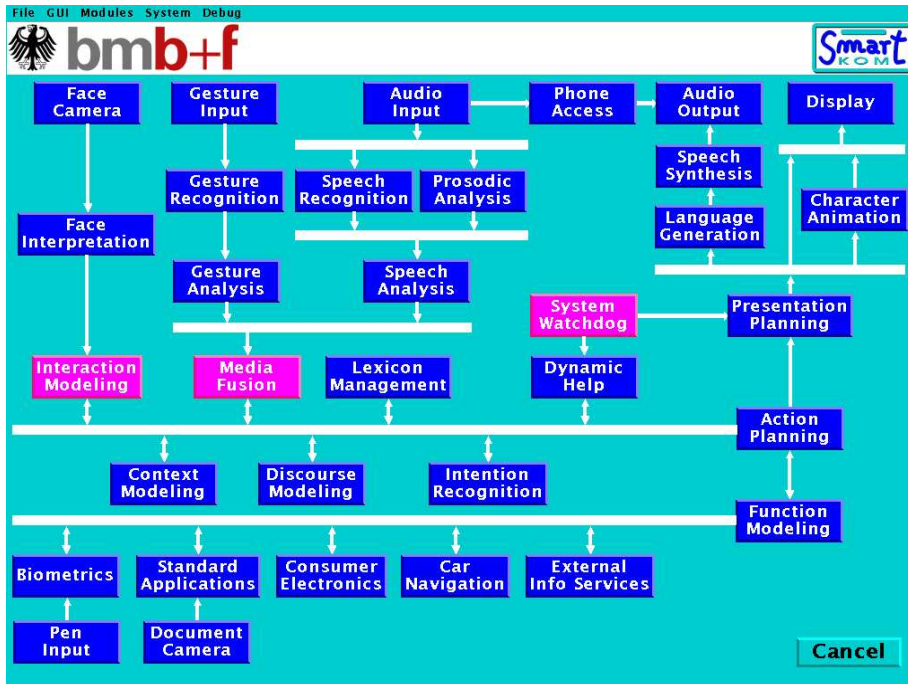 File GUI Modules System Debug
bmb+f
Smart
KOM
Face
Camera
Gesture
Input
Audio
Input
Phone
Access
Audio
Output
Display
Gesture
Recognition
Speech
Recognition
Prosodic
Analysis
Speech
Synthesis
Face
Interpretation
Language
Generation
Character
Animation
Gesture
Analysis
Speech
Analysis
System
Watchdog
Presentation
Planning
Interaction
Modeling
Media
Fusion
Lexicon
Management
Dynamic
Help
Action
Planning
Context
Modeling
Discourse
Modeling
Intention
Recognition
Function
Modeling
Biometrics
Standard
Applications
Consumer
Electronics
Car
Navigation
External
Info Services
Pen
Input
Document
Camera
Cancel